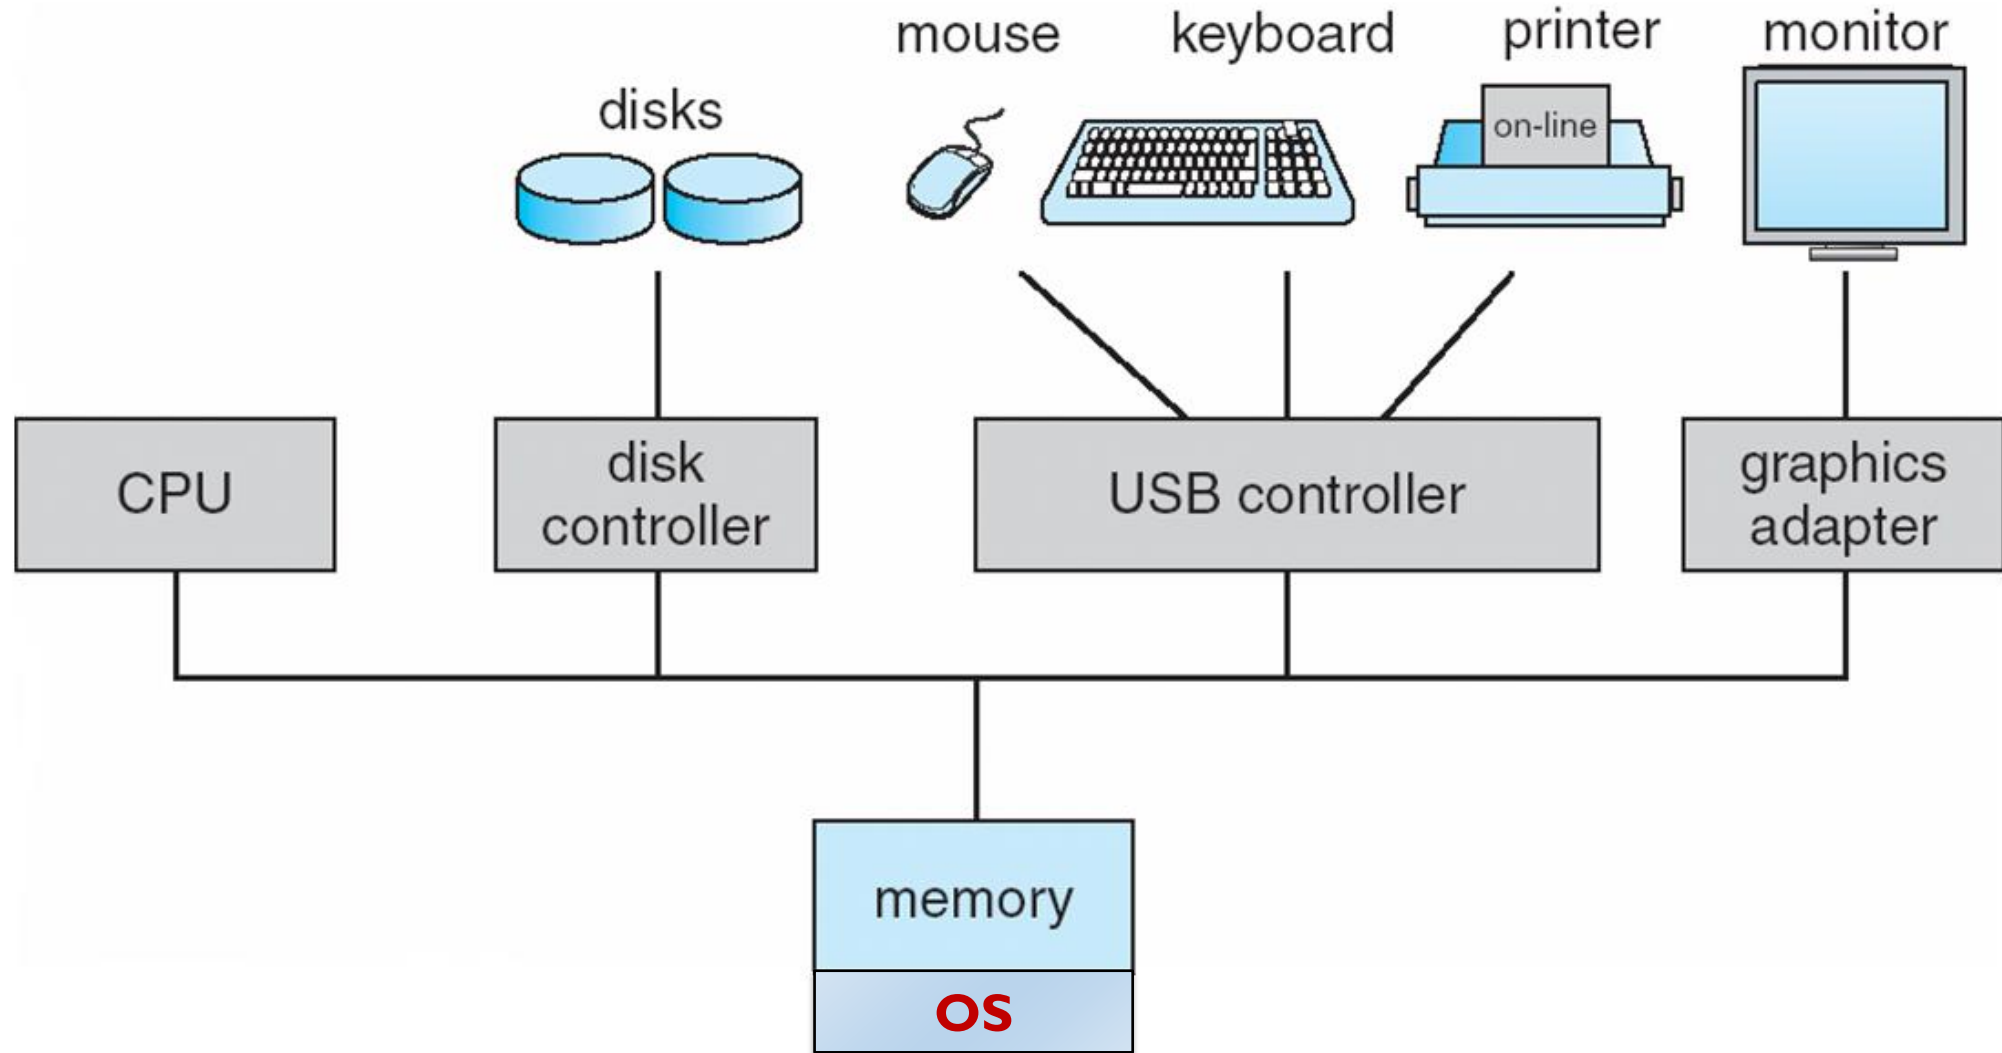 mouse
keyboard
printer
monitor
disks
on-line
CPU
disk
controller
USB controller
graphics
adapter
memory
OS